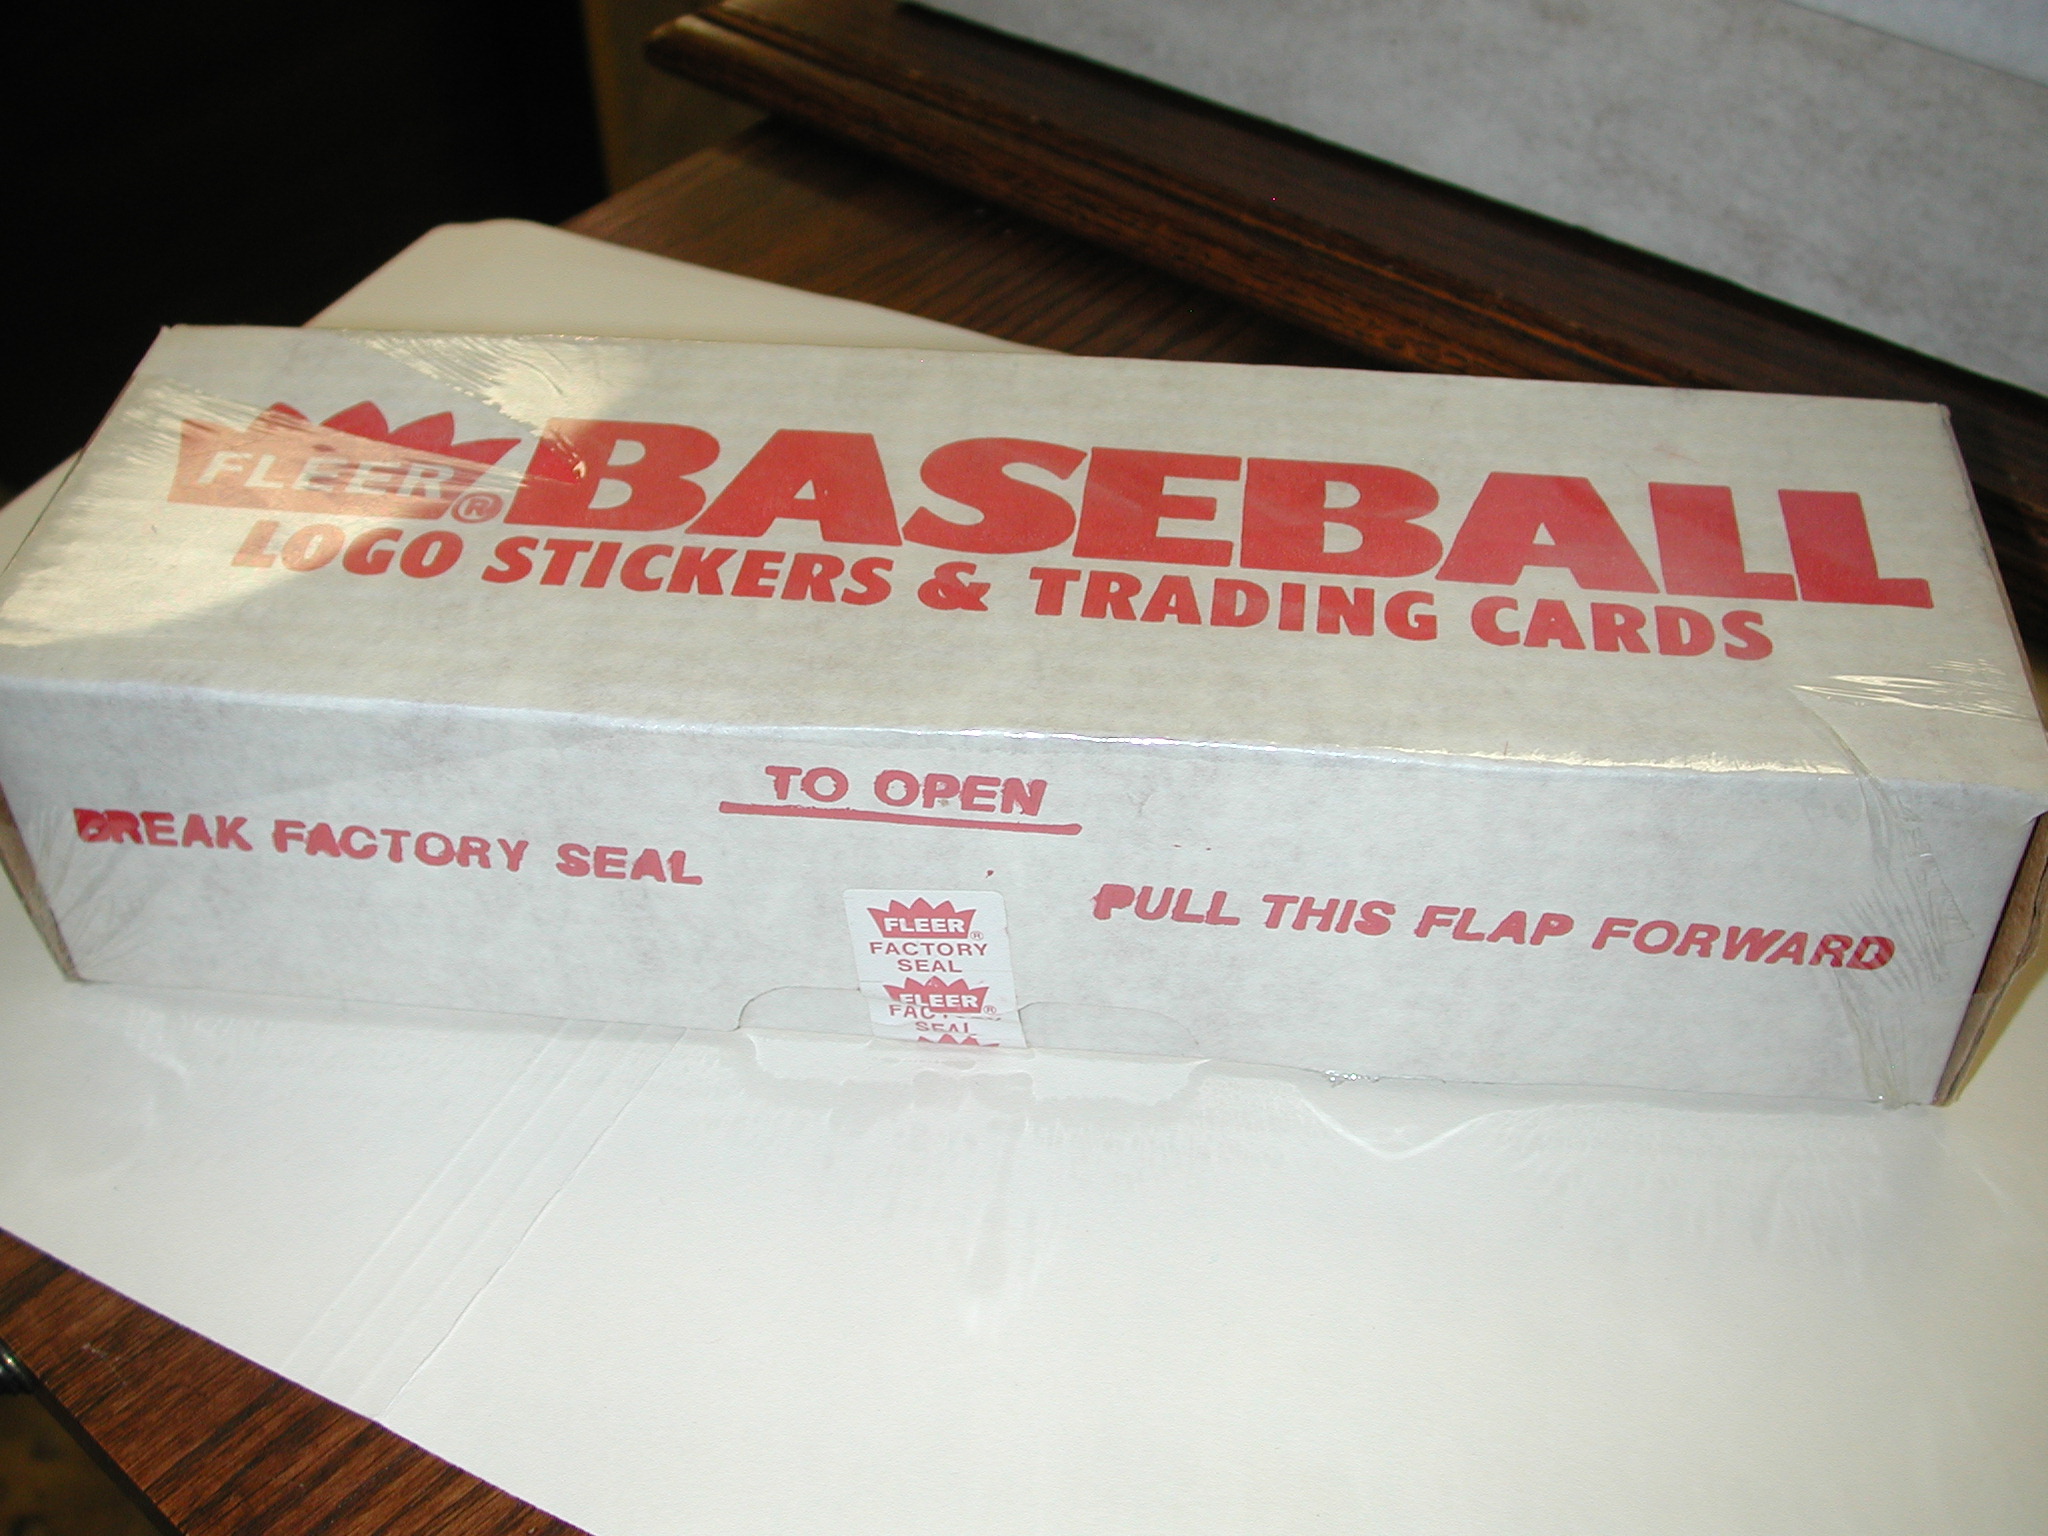 FLEER® BASEBALL
LOGO STICKERS & TRADING CARDS
TO OPEN
BREAK FACTORY SEAL
PULL THIS FLAP FORWARD
FLEER®
FACTORY
SEAL
FLEER®
FACTORY
SEAL